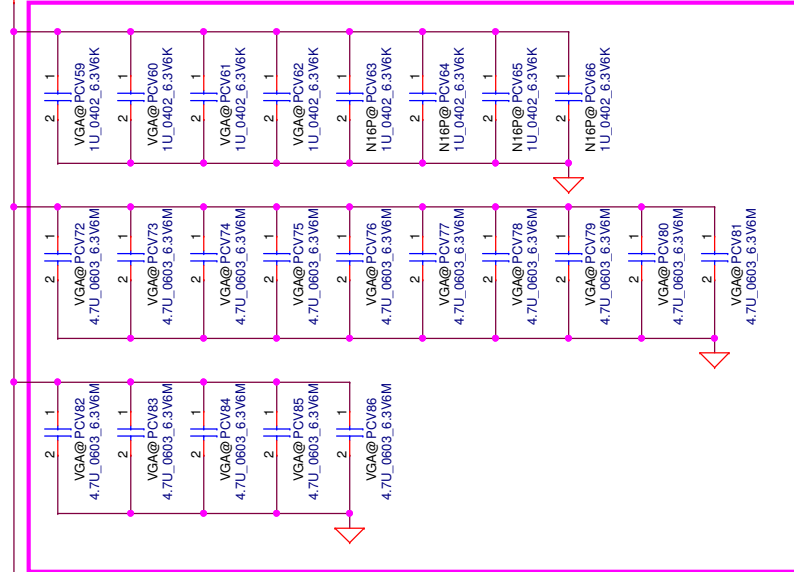 1
2
VGA@ PCV59
1U_0402_6.3V6K
1
2
VGA@ PCV60
1U_0402_6.3V6K
1
2
VGA@ PCV61
1U_0402_6.3V6K
1
2
VGA@ PCV62
1U_0402_6.3V6K
1
2
N16P@ PCV63
1U_0402_6.3V6K
1
2
N16P@ PCV64
1U_0402_6.3V6K
1
2
N16P@ PCV65
1U_0402_6.3V6K
1
2
N16P@ PCV66
1U_0402_6.3V6K
1
2
VGA@ PCV72
4.7U_0603_6.3V6M
1
2
VGA@ PCV73
4.7U_0603_6.3V6M
1
2
VGA@ PCV74
4.7U_0603_6.3V6M
1
2
VGA@ PCV75
4.7U_0603_6.3V6M
1
2
VGA@ PCV76
4.7U_0603_6.3V6M
1
2
VGA@ PCV77
4.7U_0603_6.3V6M
1
2
VGA@ PCV78
4.7U_0603_6.3V6M
1
2
VGA@ PCV79
4.7U_0603_6.3V6M
1
2
VGA@ PCV80
4.7U_0603_6.3V6M
1
2
VGA@ PCV81
4.7U_0603_6.3V6M
1
2
VGA@ PCV82
4.7U_0603_6.3V6M
1
2
VGA@ PCV83
4.7U_0603_6.3V6M
1
2
VGA@ PCV84
4.7U_0603_6.3V6M
1
2
VGA@ PCV85
4.7U_0603_6.3V6M
1
2
VGA@ PCV86
4.7U_0603_6.3V6M